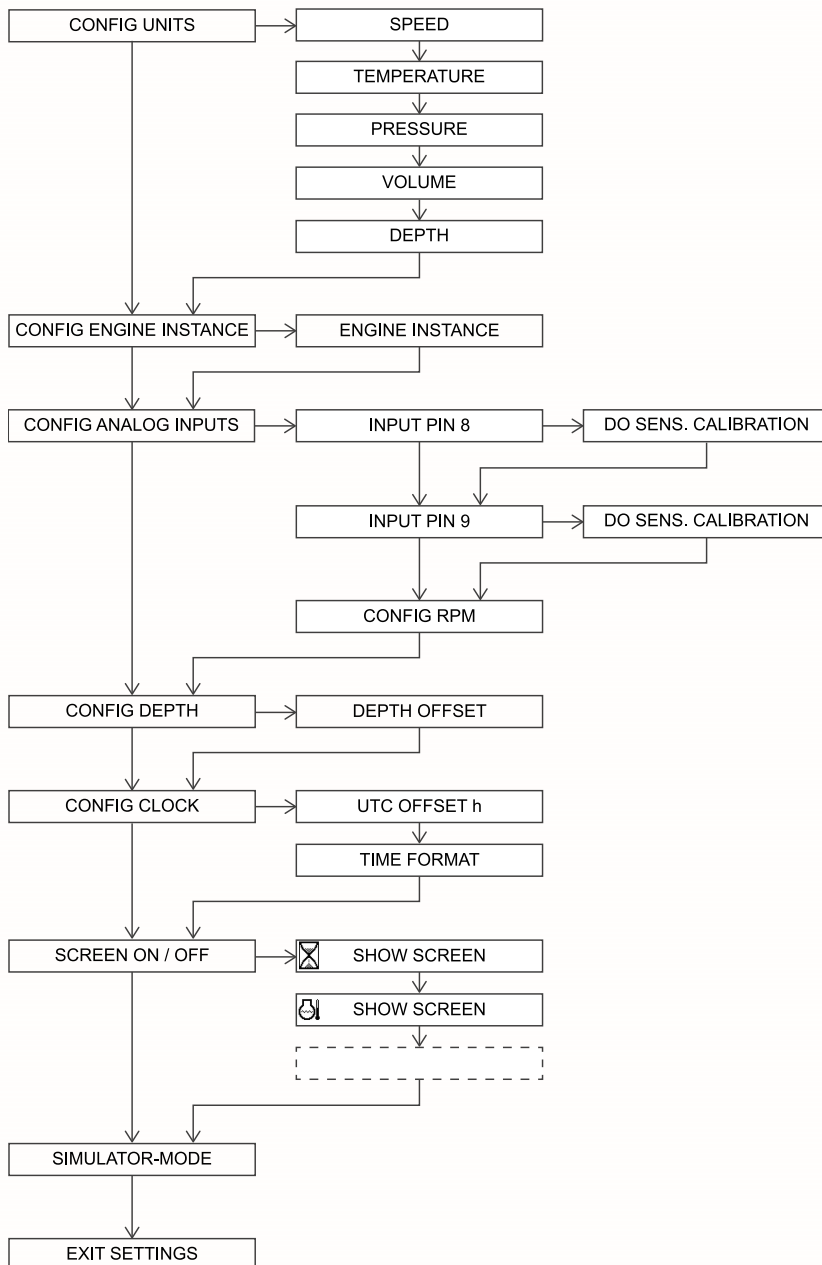 CONFIG UNITS
SPEED
TEMPERATURE
PRESSURE
VOLUME
DEPTH
CONFIG ENGINE INSTANCE
ENGINE INSTANCE
CONFIG ANALOG INPUTS
INPUT PIN 8
DO SENS. CALIBRATION
INPUT PIN 9
DO SENS. CALIBRATION
CONFIG RPM
CONFIG DEPTH
DEPTH OFFSET
CONFIG CLOCK
UTC OFFSET h
TIME FORMAT
SCREEN ON / OFF
SHOW SCREEN
SHOW SCREEN
SIMULATOR-MODE
EXIT SETTINGS